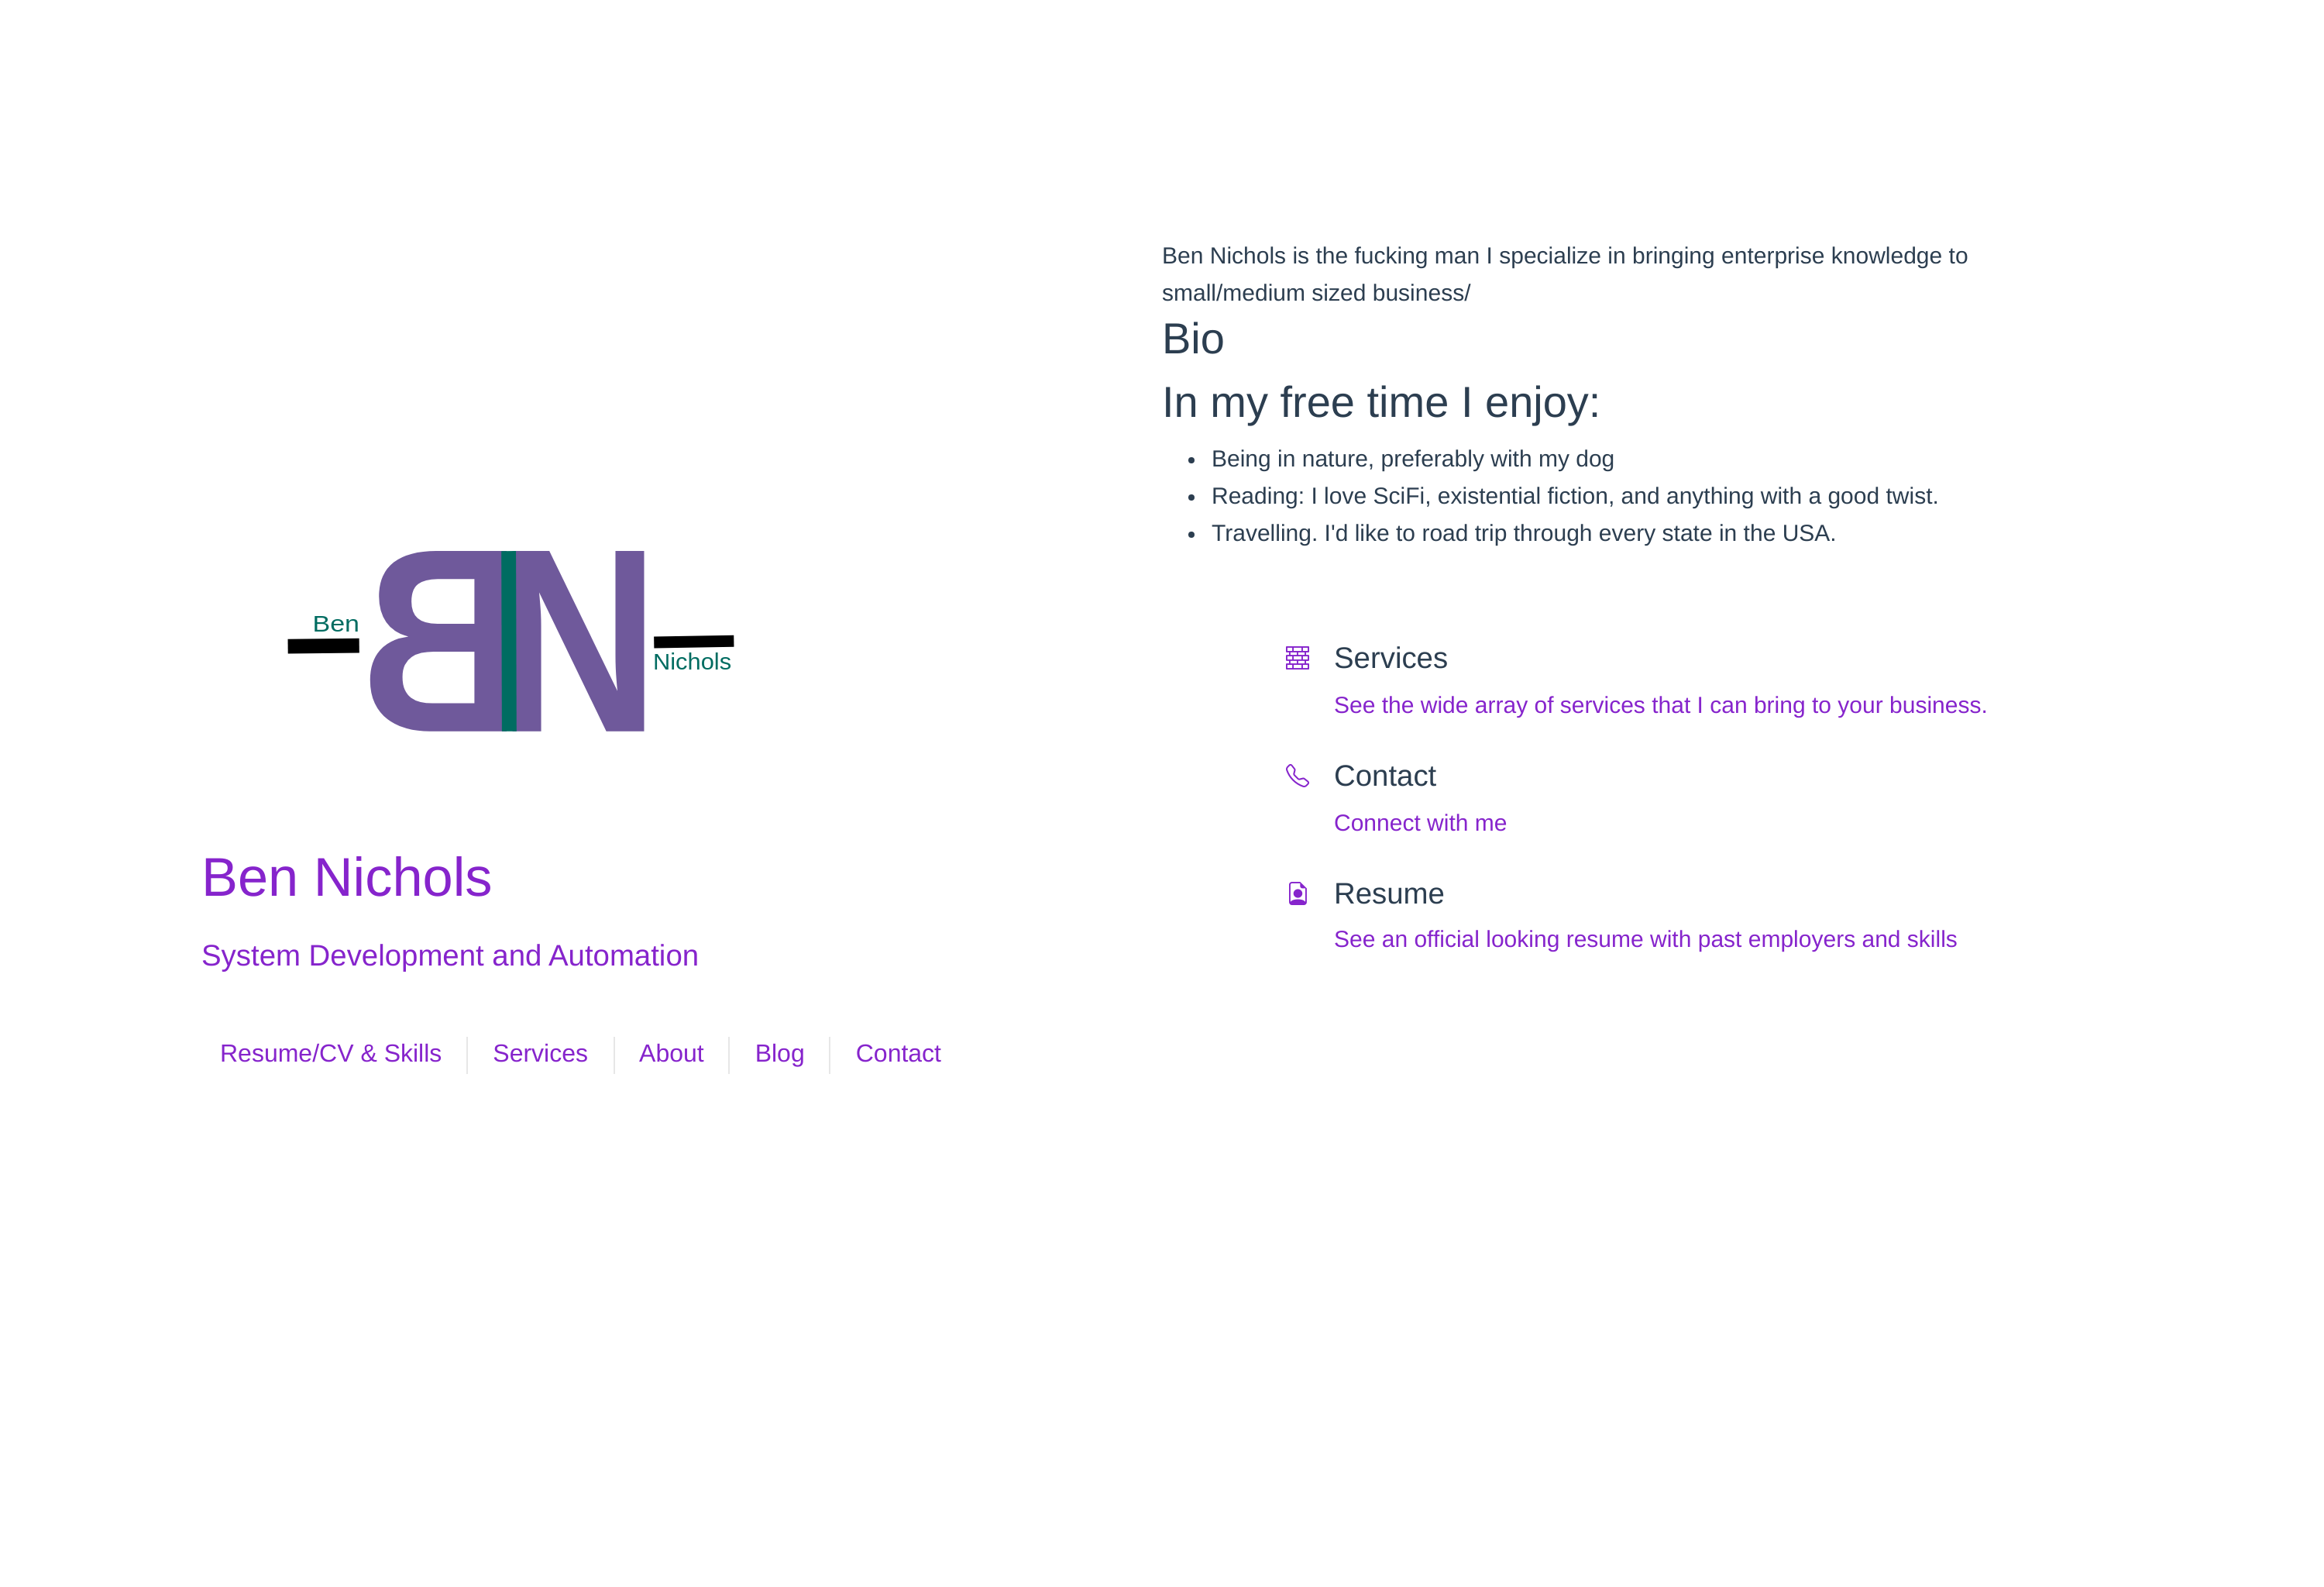 Ben
BN
Nichols
Ben Nichols
System Development and Automation
Resume/CV & Skills
Services
About
Blog
Contact
Ben Nichols is the fucking man I specialize in bringing enterprise knowledge to
small/medium sized business/
Bio
In my free time I enjoy:
Being in nature, preferably with my dog
Reading: I love SciFi, existential fiction, and anything with a good twist.
Travelling. I'd like to road trip through every state in the USA.
Services
See the wide array of services that I can bring to your business.
Contact
Connect with me
Resume
See an official looking resume with past employers and skills